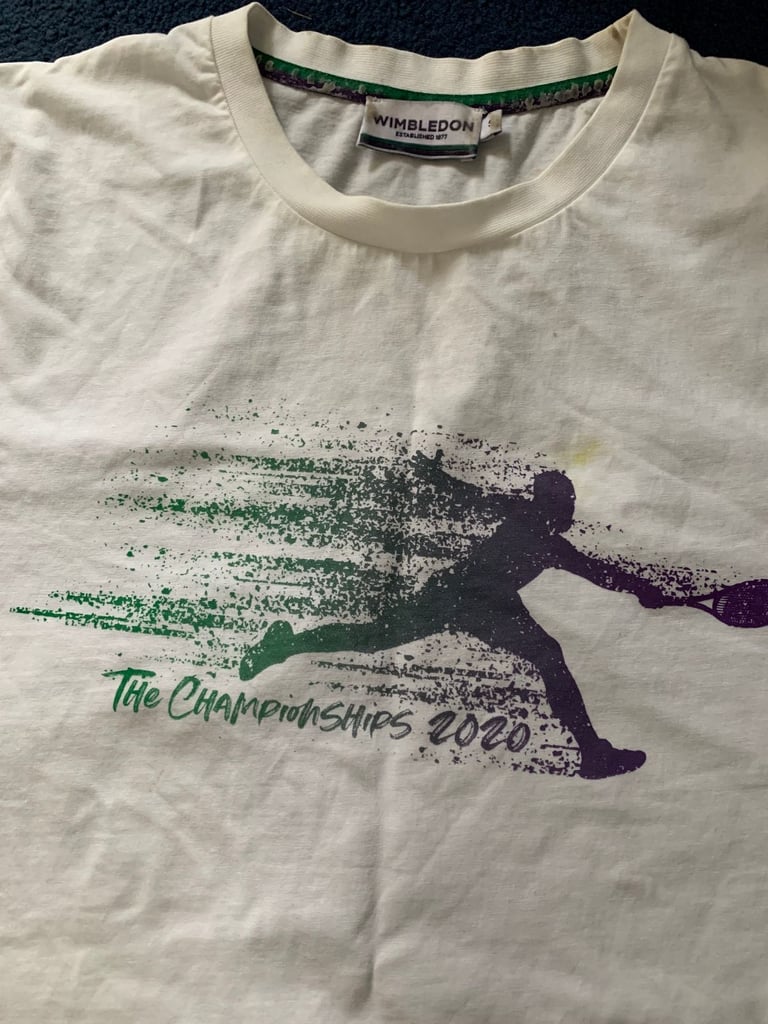 WIMBLEDON
ESTABLISHED 1877
The Championships 2020